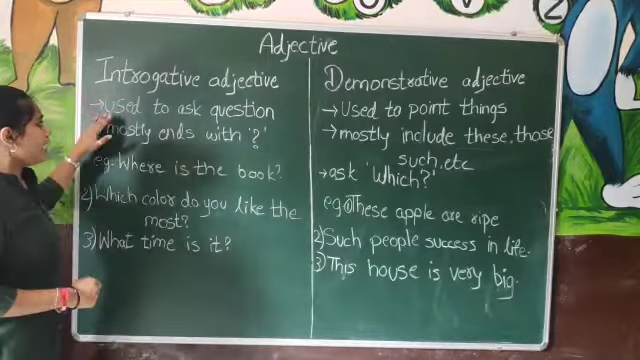 Adjective
Introgative adjective
→ Used to ask question
mostly ends with '?'
eg:- Where is the book?
2) Which color do you like the
most?
3) What time is it?
Demonstrative adjective
→ Used to point things
→ mostly include these, those
such, etc
→ ask 'Which?'
eg:① These apple are ripe
2) Such people success in life.
3) This house is very big.